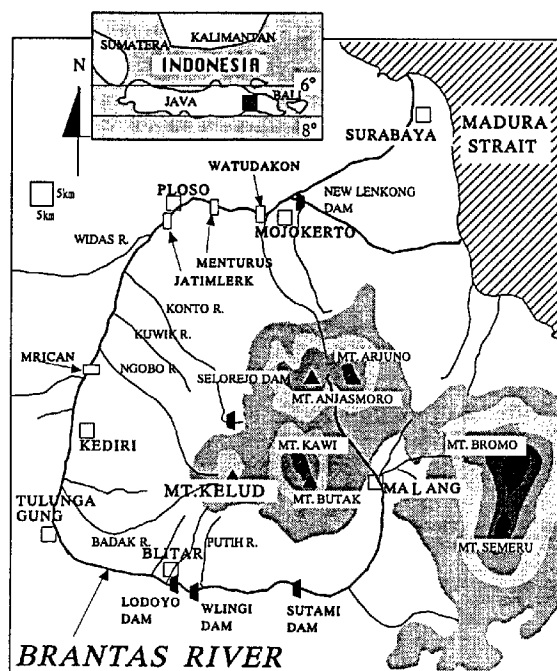 SUMATERA
KALIMANTAN
INDONESIA
6°
JAVA
BALI
8°
N
SURABAYA
MADURA
STRAIT
5km
5km
PLOSO
WATUDAKON
NEW LENKONG
DAM
MOJOKERTO
WIDAS R.
MENTURUS
JATIMLERK
KONTO R.
KUWIK R.
MRICAN
NGOBO R.
SELOREJO DAM
MT. ARJUNO
MT. ANJASMORO
KEDIRI
MT. KAWI
MT. BROMO
MT.KELUD
MT. BUTAK
MALANG
TULUNGA
GUNG
BADAK R.
PUTIH R.
BLITAR
MT. SEMERU
LODOYO
DAM
WLINGI
DAM
SUTAMI
DAM
BRANTAS RIVER